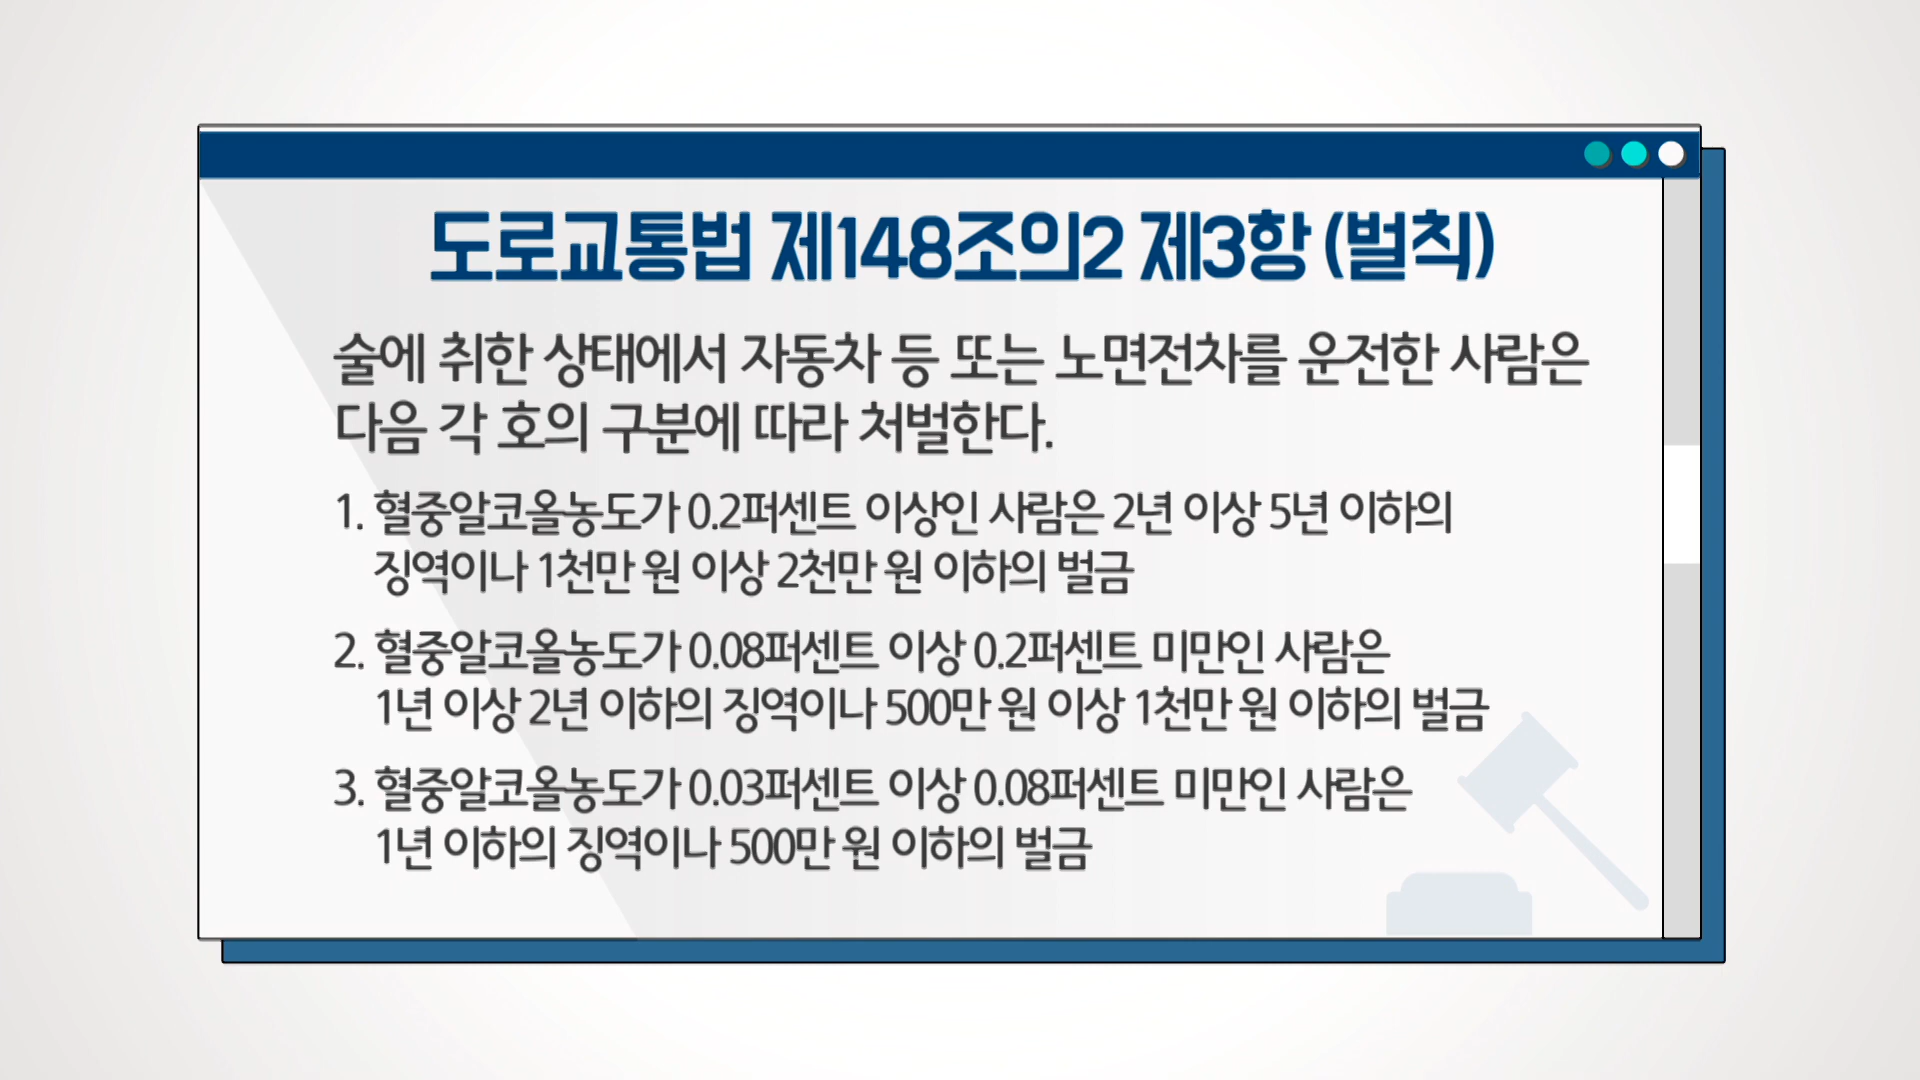 도로교통법 제148조의2 제3항 (벌칙)
술에 취한 상태에서 자동차 등 또는 노면전차를 운전한 사람은
다음 각 호의 구분에 따라 처벌한다.
1. 혈중알코올농도가 0.2퍼센트 이상인 사람은 2년 이상 5년 이하의
징역이나 1천만 원 이상 2천만 원 이하의 벌금
2. 혈중알코올농도가 0.08퍼센트 이상 0.2퍼센트 미만인 사람은
1년 이상 2년 이하의 징역이나 500만 원 이상 1천만 원 이하의 벌금
3. 혈중알코올농도가 0.03퍼센트 이상 0.08퍼센트 미만인 사람은
1년 이하의 징역이나 500만 원 이하의 벌금